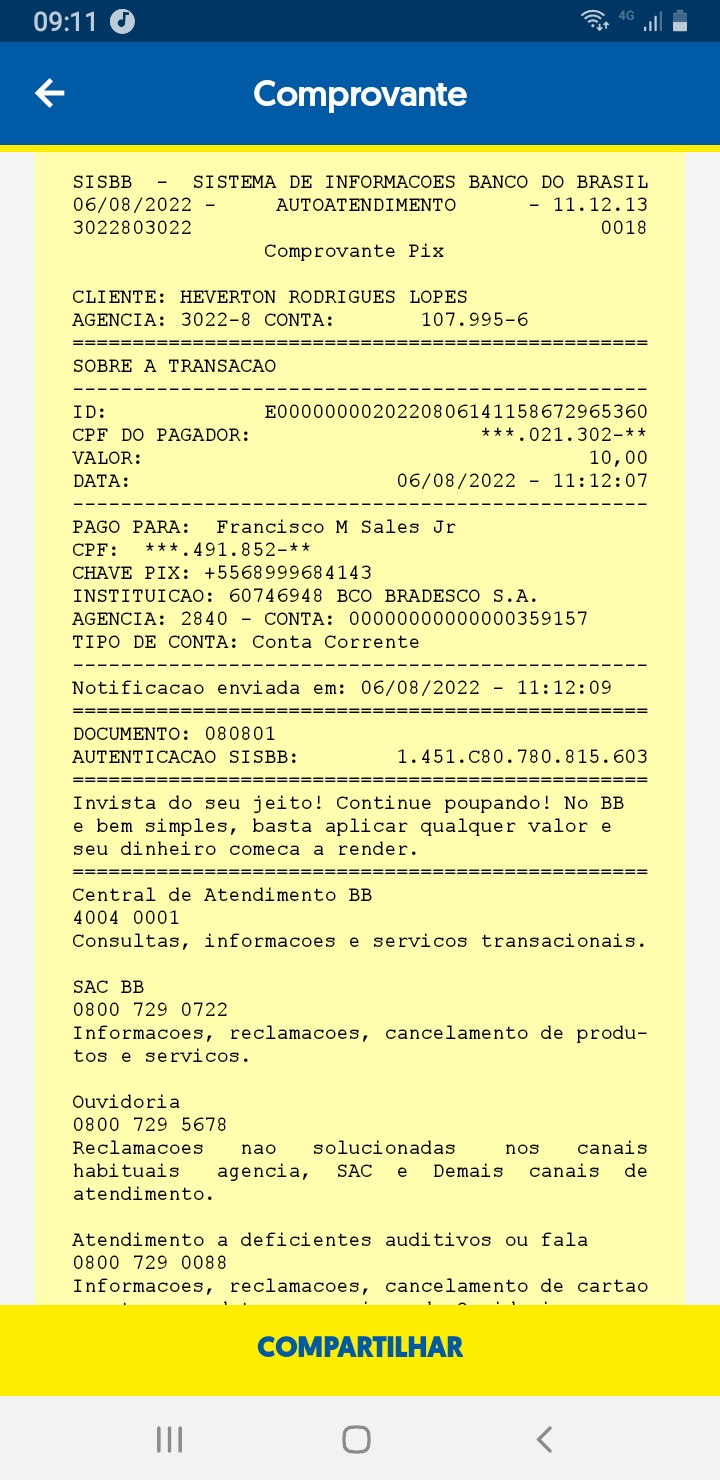 09:11
4G
Comprovante
SISBB - SISTEMA DE INFORMACOES BANCO DO BRASIL
06/08/2022 - AUTOATENDIMENTO - 11.12.13
3022803022 0018
Comprovante Pix
CLIENTE: HEVERTON RODRIGUES LOPES
AGENCIA: 3022-8 CONTA: 107.995-6
================================================
SOBRE A TRANSACAO
------------------------------------------------
ID: E0000000020220806141158672965360
CPF DO PAGADOR: ***.021.302-**
VALOR: 10,00
DATA: 06/08/2022 - 11:12:07
------------------------------------------------
PAGO PARA: Francisco M Sales Jr
CPF: ***.491.852-**
CHAVE PIX: +5568999684143
INSTITUICAO: 60746948 BCO BRADESCO S.A.
AGENCIA: 2840 - CONTA: 00000000000000359157
TIPO DE CONTA: Conta Corrente
------------------------------------------------
Notificacao enviada em: 06/08/2022 - 11:12:09
================================================
DOCUMENTO: 080801
AUTENTICACAO SISBB: 1.451.C80.780.815.603
================================================
Invista do seu jeito! Continue poupando! No BB
e bem simples, basta aplicar qualquer valor e
seu dinheiro comeca a render.
================================================
Central de Atendimento BB
4004 0001
Consultas, informacoes e servicos transacionais.
SAC BB
0800 729 0722
Informacoes, reclamacoes, cancelamento de produ-
tos e servicos.
Ouvidoria
0800 729 5678
Reclamacoes nao solucionadas nos canais
habituais agencia, SAC e Demais canais de
atendimento.
Atendimento a deficientes auditivos ou fala
0800 729 0088
Informacoes, reclamacoes, cancelamento de cartao
COMPARTILHAR